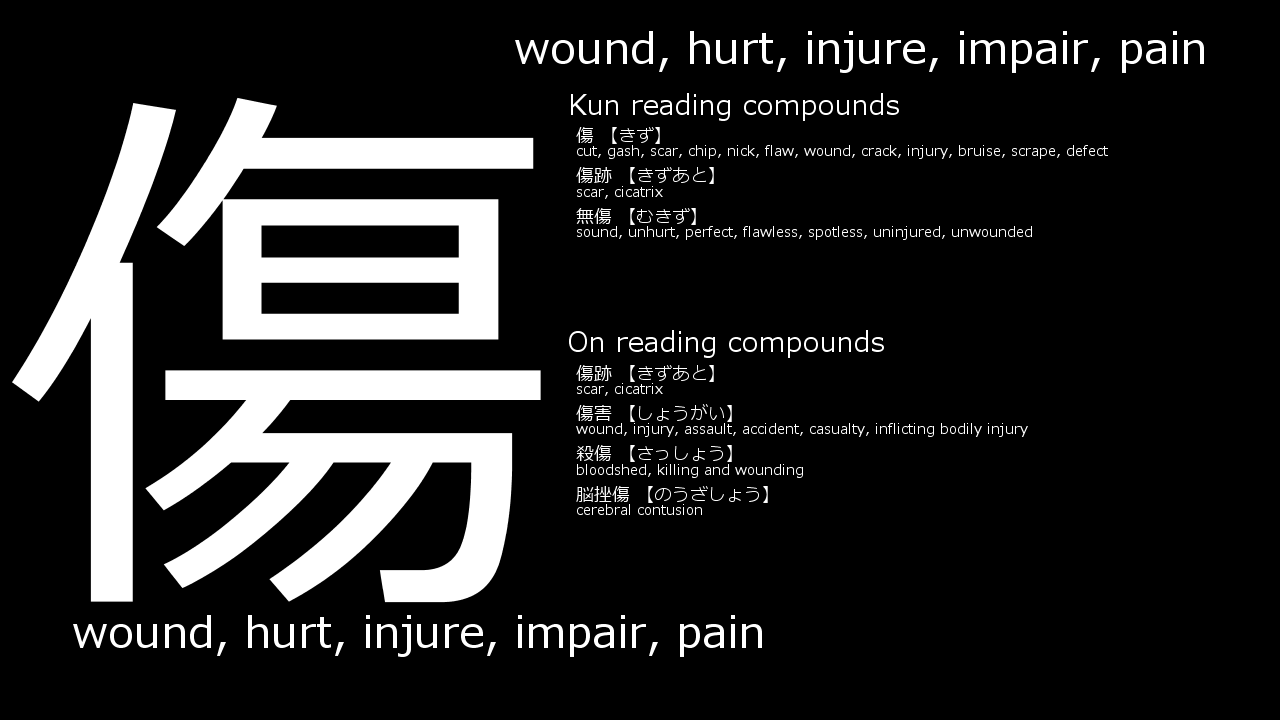 wound, hurt, injure, impair, pain
傷
Kun reading compounds
傷 【きず】
cut, gash, scar, chip, nick, flaw, wound, crack, injury, bruise, scrape, defect
傷跡 【きずあと】
scar, cicatrix
無傷 【むきず】
sound, unhurt, perfect, flawless, spotless, uninjured, unwounded
On reading compounds
傷跡 【きずあと】
scar, cicatrix
傷害 【しょうがい】
wound, injury, assault, accident, casualty, inflicting bodily injury
殺傷 【さっしょう】
bloodshed, killing and wounding
脳挫傷 【のうざしょう】
cerebral contusion
wound, hurt, injure, impair, pain